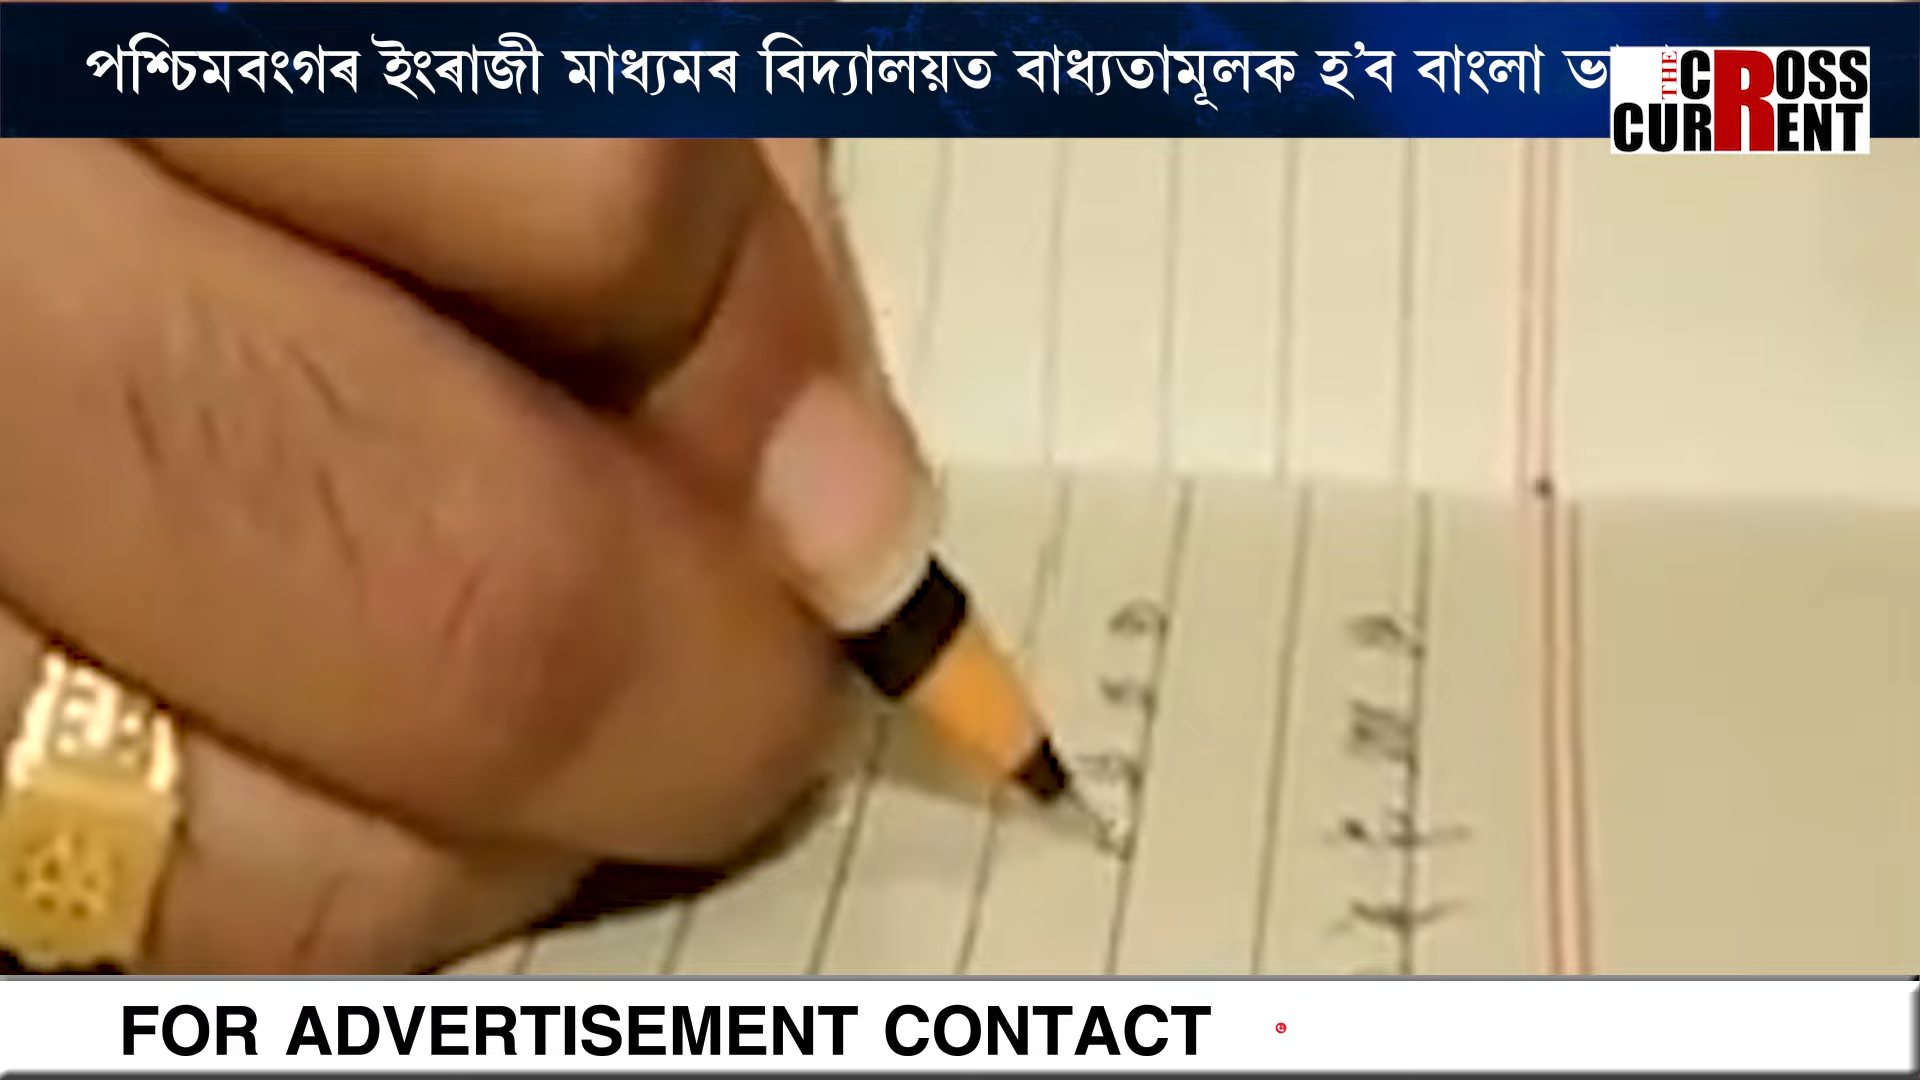 পশ্চিমবংগৰ ইংৰাজী মাধ্যমৰ বিদ্যালয়ত বাধ্যতামূলক হ'ব বাংলা
THE CROSS
CURRENT
FOR ADVERTISEMENT CONTACT